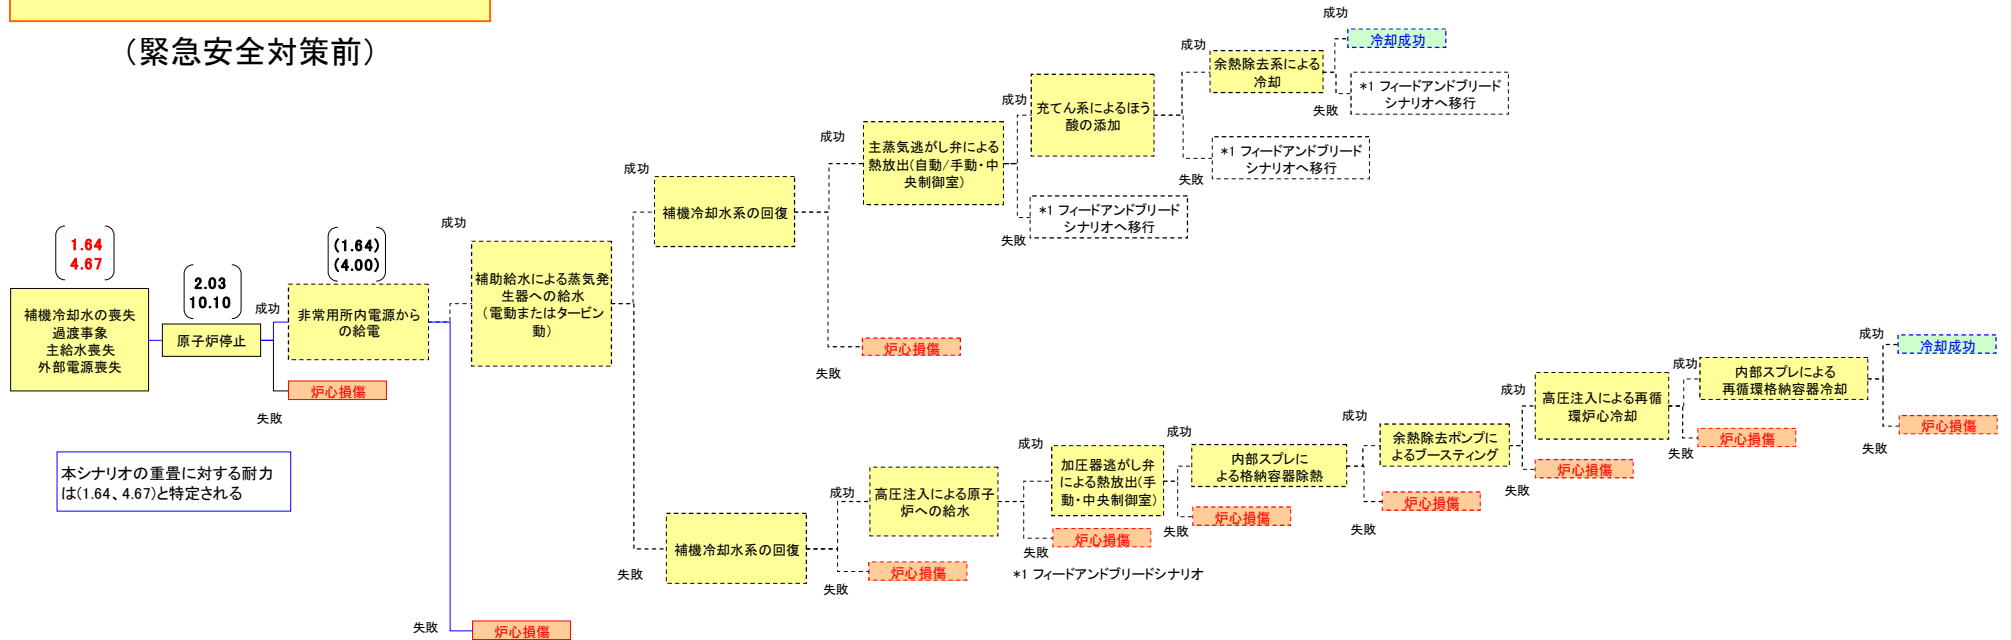 (緊急安全対策前)
1.64
4.67
補機冷却水の喪失
過渡事象
主給水喪失
外部電源喪失
2.03
10.10
原子炉停止
成功
失敗
炉心損傷
(1.64)
(4.00)
非常用所内電源から
の給電
成功
失敗
炉心損傷
本シナリオの重畳に対する耐力
は(1.64、4.67)と特定される
補助給水による蒸気発
生器への給水
(電動またはタービン
動)
成功
失敗
補機冷却水系の回復
成功
失敗
炉心損傷
主蒸気逃がし弁による
熱放出(自動/手動・中
央制御室)
成功
失敗
*1 フィードアンドブリード
シナリオへ移行
充てん系によるほう
酸の添加
成功
失敗
*1 フィードアンドブリード
シナリオへ移行
余熱除去系による
冷却
成功
冷却成功
失敗
*1 フィードアンドブリード
シナリオへ移行
補機冷却水系の回復
成功
失敗
炉心損傷
高圧注入による原子
炉への給水
成功
失敗
炉心損傷
*1 フィードアンドブリードシナリオ
加圧器逃がし弁
による熱放出(手
動・中央制御室)
成功
失敗
炉心損傷
内部スプレに
よる格納容器除熱
成功
失敗
炉心損傷
余熱除去ポンプに
よるブースティング
成功
失敗
炉心損傷
高圧注入による再循
環炉心冷却
成功
失敗
炉心損傷
内部スプレによる
再循環格納容器冷却
成功
冷却成功
失敗
炉心損傷